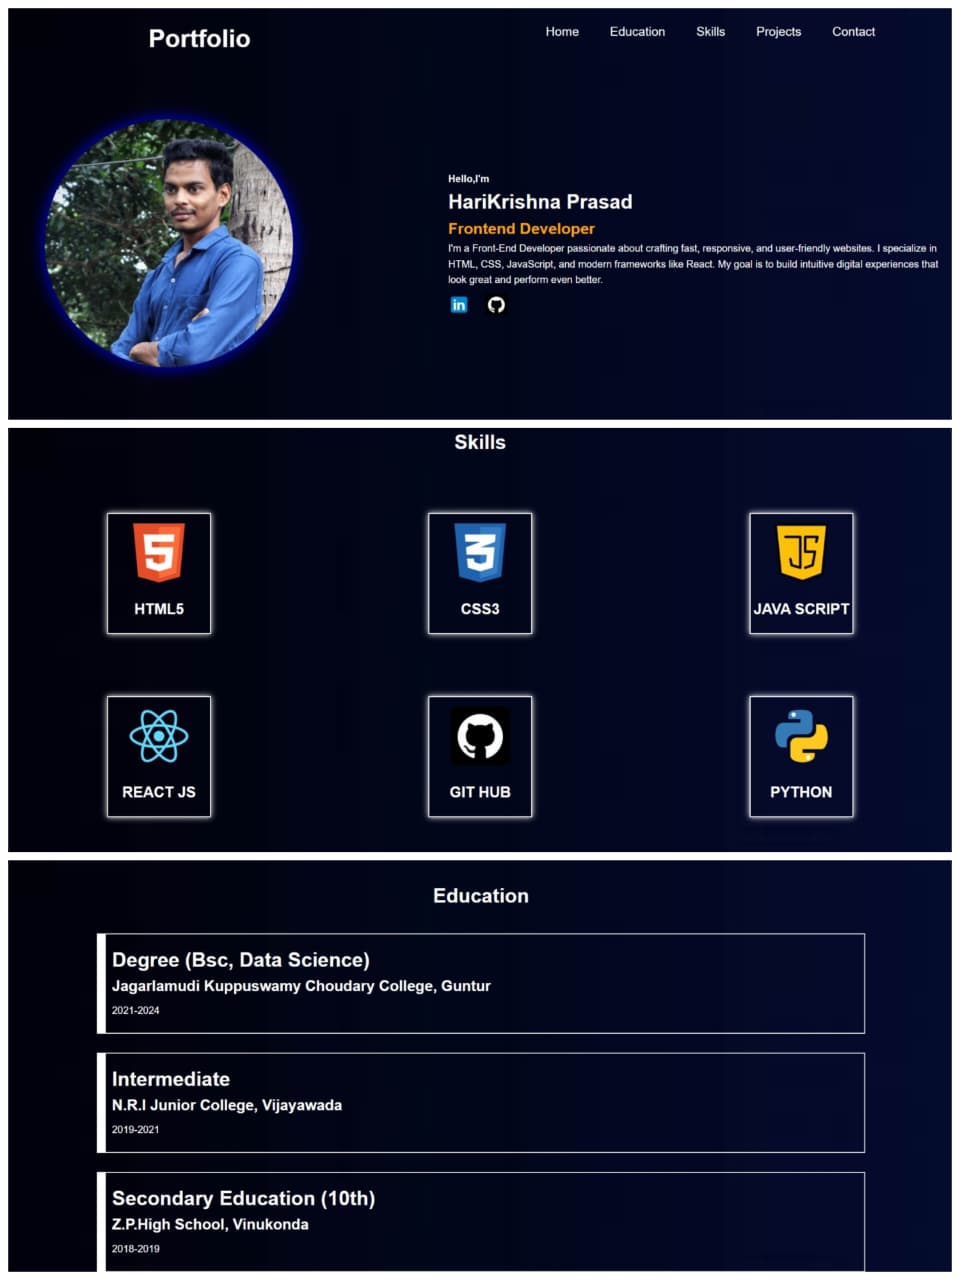 Portfolio
Home Education Skills Projects Contact
Hello,I'm
HariKrishna Prasad
Frontend Developer
I'm a Front-End Developer passionate about crafting fast, responsive, and user-friendly websites. I specialize in
HTML, CSS, JavaScript, and modern frameworks like React. My goal is to build intuitive digital experiences that
look great and perform even better.
in
Skills
5
3
JS
HTML5
CSS3
JAVA SCRIPT
REACT JS
GIT HUB
PYTHON
Education
Degree (Bsc, Data Science)
Jagarlamudi Kuppuswamy Choudary College, Guntur
2021-2024
Intermediate
N.R.I Junior College, Vijayawada
2019-2021
Secondary Education (10th)
Z.P.High School, Vinukonda
2018-2019